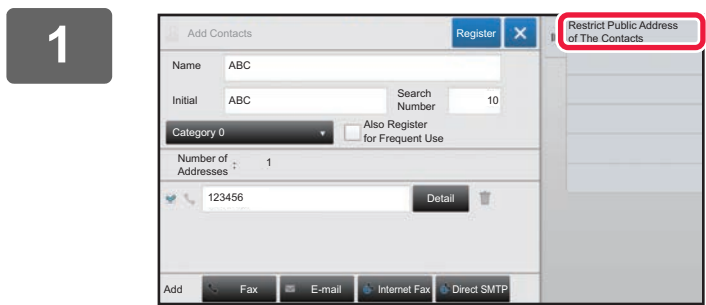 1
Add Contacts
Register
Restrict Public Address
of The Contacts
Name
ABC
Initial
ABC
Search
Number
10
Category 0
Also Register
for Frequent Use
Number of
Addresses : 1
123456
Detail
Add
Fax
E-mail
Internet Fax
Direct SMTP